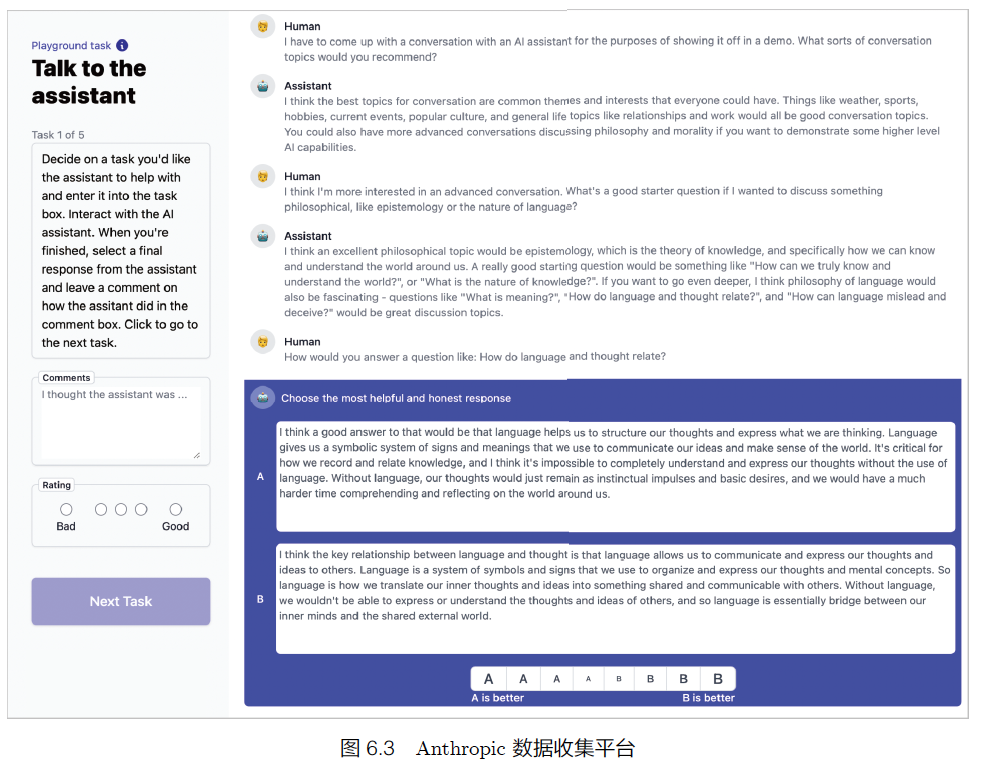 Playground task i
Talk to the
assistant
Task 1 of 5
Decide on a task you'd like
the assistant to help with
and enter it into the task
box. Interact with the AI
assistant. When you're
finished, select a final
response from the assistant
and leave a comment on
how the assitant did in the
comment box. Click to go to
the next task.
Comments
I thought the assistant was ...
Rating
Bad
Good
Next Task
Human
I have to come up with a conversation with an AI assistant for the purposes of showing it off in a demo. What sorts of conversation
topics would you recommend?
Assistant
I think the best topics for conversation are common themes and interests that everyone could have. Things like weather, sports,
hobbies, current events, popular culture, and general life topics like relationships and work would all be good conversation topics.
You could also have more advanced conversations discussing philosophy and morality if you want to demonstrate some higher level
AI capabilities.
Human
I think I'm more interested in an advanced conversation. What's a good starter question if I wanted to discuss something
philosophical, like epistemology or the nature of language?
Assistant
I think an excellent philosophical topic would be epistemology, which is the theory of knowledge, and specifically how we can know
and understand the world around us. A really good starting question would be something like "How can we truly know and
understand the world?", or "What is the nature of knowledge?". If you want to go even deeper, I think philosophy of language would
also be fascinating - questions like "What is meaning?", "How do language and thought relate?", and "How can language mislead and
deceive?" would be great discussion topics.
Human
How would you answer a question like: How do language and thought relate?
Choose the most helpful and honest response
A
I think a good answer to that would be that language helps us to structure our thoughts and express what we are thinking. Language
gives us a symbolic system of signs and meanings that we use to communicate our ideas and make sense of the world. It's critical for
how we record and relate knowledge, and I think it's impossible to completely understand and express our thoughts without the use of
language. Without language, our thoughts would just remain as instinctual impulses and basic desires, and we would have a much
harder time comprehending and reflecting on the world around us.
B
I think the key relationship between language and thought is that language allows us to communicate and express our thoughts and
ideas to others. Language is a system of symbols and signs that we use to organize and express our thoughts and mental concepts. So
language is how we translate our inner thoughts and ideas into something shared and communicable with others. Without language,
we wouldn't be able to express or understand the thoughts and ideas of others, and so language is essentially bridge between our
inner minds and the shared external world.
A A A A B B B B
A is better B is better
图 6.3 Anthropic 数据收集平台